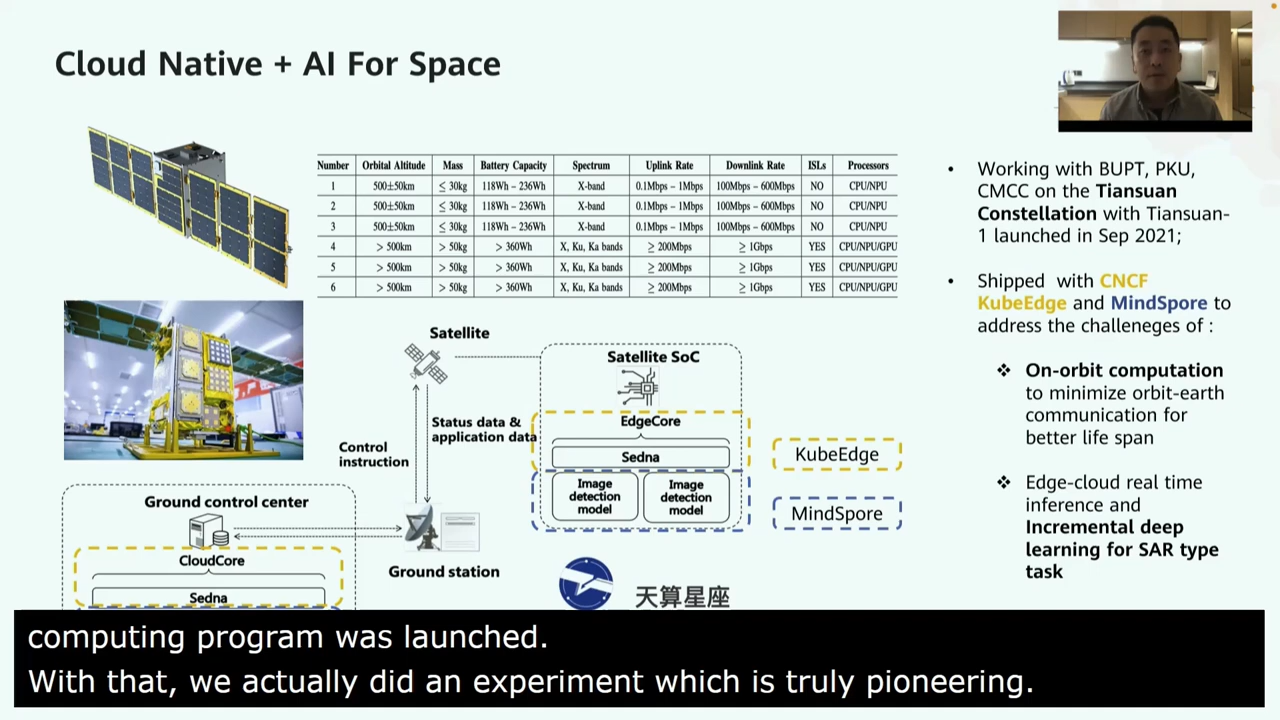 Cloud Native + AI For Space
Number Orbital Altitude Mass Battery Capacity Spectrum Uplink Rate Downlink Rate ISLs Processors
1 500±50km ≤ 30kg 118Wh – 236Wh X-band 0.1Mbps – 1Mbps 100Mbps – 600Mbps NO CPU/NPU
2 500±50km ≤ 30kg 118Wh – 236Wh X-band 0.1Mbps – 1Mbps 100Mbps – 600Mbps NO CPU/NPU
3 500±50km ≤ 30kg 118Wh – 236Wh X-band 0.1Mbps – 1Mbps 100Mbps – 600Mbps NO CPU/NPU
4 > 500km > 50kg > 360Wh X, Ku, Ka bands ≥ 200Mbps ≥ 1Gbps YES CPU/NPU/GPU
5 > 500km > 50kg > 360Wh X, Ku, Ka bands ≥ 200Mbps ≥ 1Gbps YES CPU/NPU/GPU
6 > 500km > 50kg > 360Wh X, Ku, Ka bands ≥ 200Mbps ≥ 1Gbps YES CPU/NPU/GPU
Satellite
Status data &
application data
Control
instruction
Satellite SoC
EdgeCore
Sedna
Image
detection
model
Image
detection
model
KubeEdge
MindSpore
Ground control center
CloudCore
Sedna
Ground station
天算星座
• Working with BUPT, PKU,
CMCC on the Tiansuan
Constellation with Tiansuan-
1 launched in Sep 2021;
• Shipped with CNCF
KubeEdge and MindSpore to
address the challeneges of :
❖ On-orbit computation
to minimize orbit-earth
communication for
better life span
❖ Edge-cloud real time
inference and
Incremental deep
learning for SAR type
task
computing program was launched.
With that, we actually did an experiment which is truly pioneering.